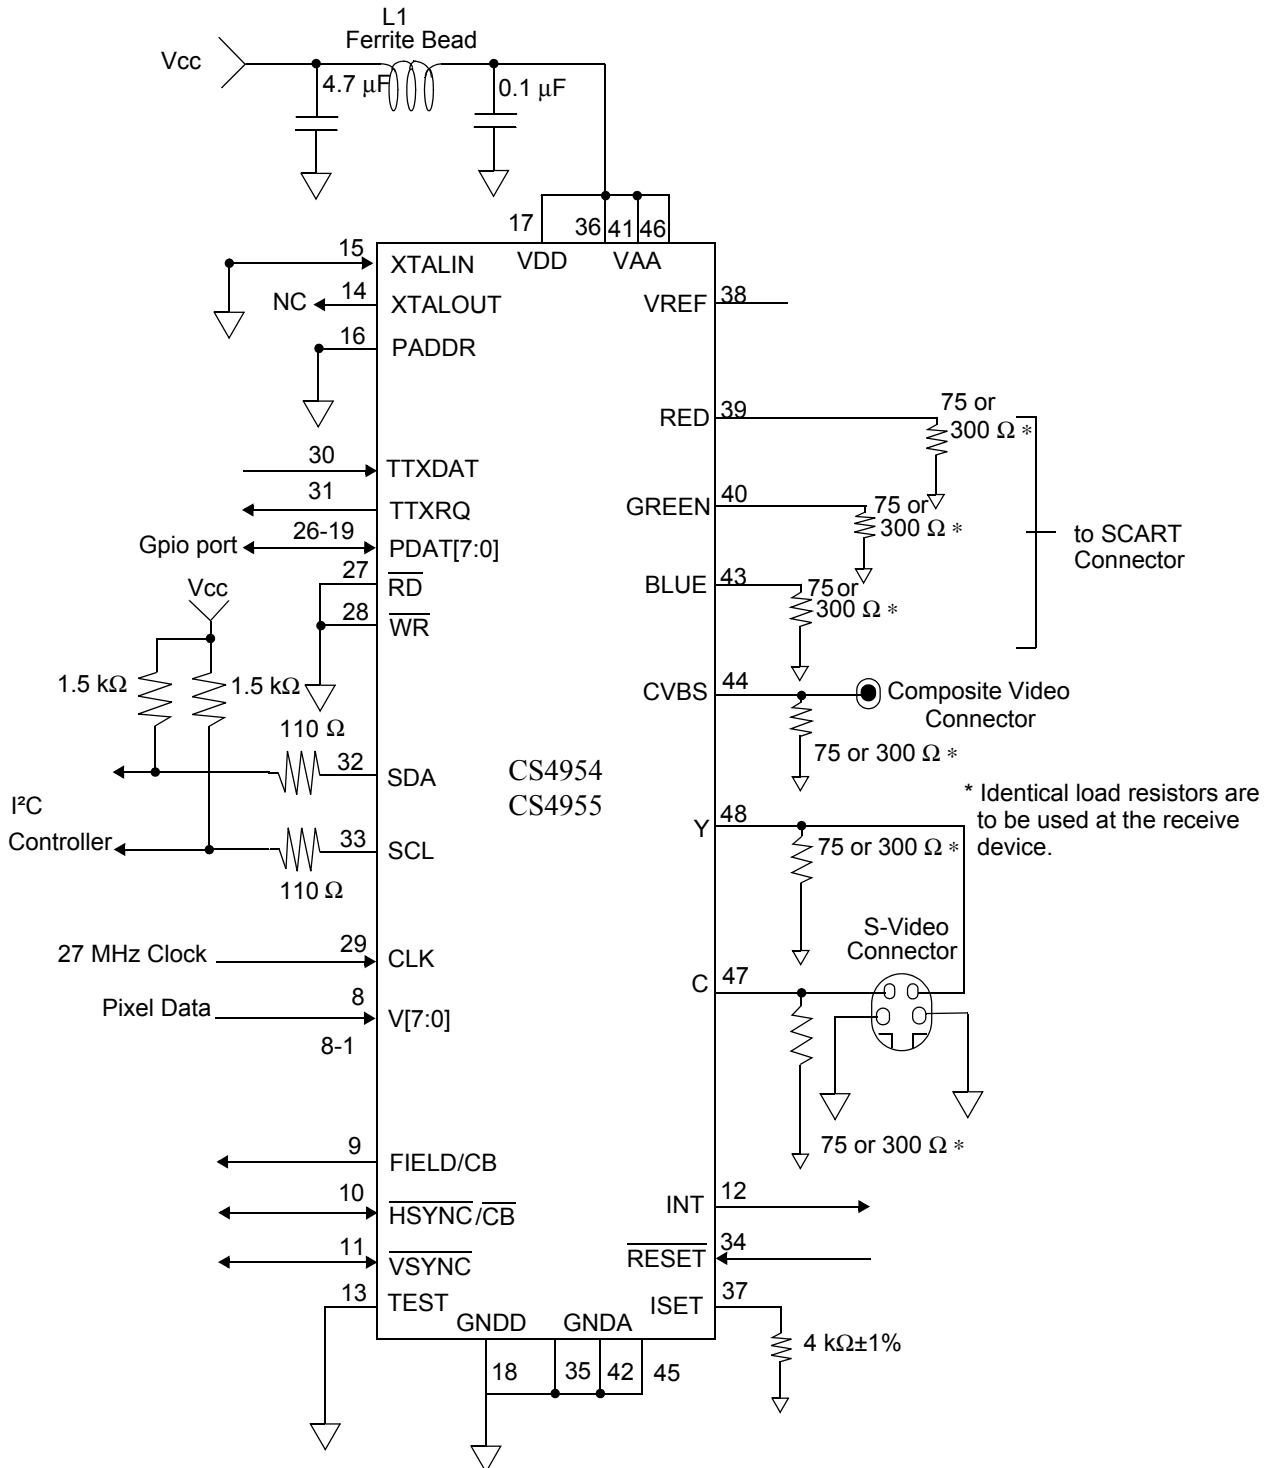 L1
Ferrite Bead
Vcc
4.7 µF
0.1 µF
17
36
41
46
VDD
VAA
15
XTALIN
NC
14
XTALOUT
VREF
38
16
PADDR
RED
39
75 or
300 Ω *
30
TTXDAT
31
TTXRQ
GREEN
40
75 or
300 Ω *
to SCART
Connector
Gpio port
26-19
PDAT[7:0]
27
RD
BLUE
43
75 or
300 Ω *
Vcc
28
WR
1.5 kΩ
1.5 kΩ
CVBS
44
Composite Video
Connector
75 or 300 Ω *
110 Ω
32
SDA
CS4954
CS4955
I²C
Controller
33
SCL
110 Ω
* Identical load resistors are
to be used at the receive
device.
Y
48
75 or 300 Ω *
S-Video
Connector
27 MHz Clock
29
CLK
C
47
Pixel Data
8
V[7:0]
8-1
75 or 300 Ω *
9
FIELD/CB
10
HSYNC/CB
INT
12
11
VSYNC
RESET
34
13
TEST
ISET
37
GNDD
GNDA
4 kΩ±1%
18
35
42
45